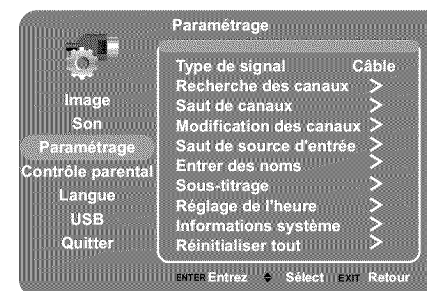 Paramétrage
Image
Son
Paramétrage
Contrôle parental
Langue
USB
Quitter
Type de signal Câble
Recherche des canaux >
Saut de canaux >
Modification des canaux >
Saut de source d'entrée >
Entrer des noms >
Sous-titrage >
Réglage de l'heure >
Informations système >
Réinitialiser tout >
ENTER Entrez Sélect EXIT Retour